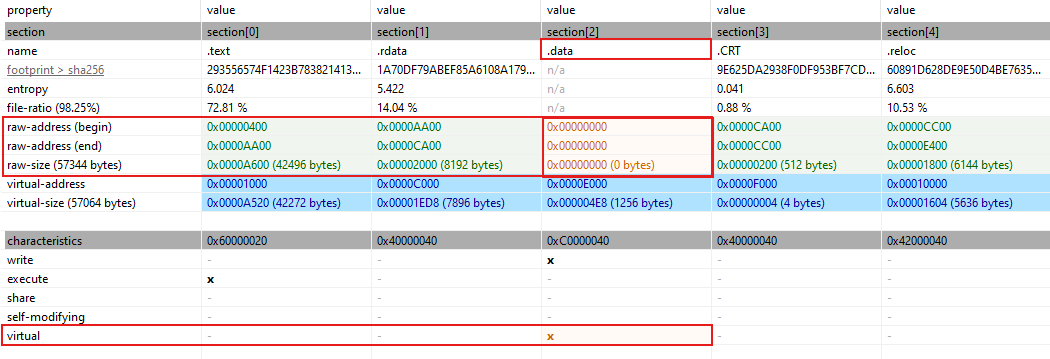 property value value value value value
section section[0] section[1] section[2] section[3] section[4]
name .text .rdata .data .CRT .reloc
footprint > sha256 293556574F1423B783821413... 1A70DF79ABEF85A6108A179... n/a 9E625DA2938F0DF953BF7CD... 60891D628DE9E50D4BE7635...
entropy 6.024 5.422 n/a 0.041 6.603
file-ratio (98.25%) 72.81 % 14.04 % n/a 0.88 % 10.53 %
raw-address (begin) 0x00000400 0x0000AA00 0x00000000 0x0000CA00 0x0000CC00
raw-address (end) 0x0000AA00 0x0000CA00 0x00000000 0x0000CC00 0x0000E400
raw-size (57344 bytes) 0x0000A600 (42496 bytes) 0x00002000 (8192 bytes) 0x00000000 (0 bytes) 0x00000200 (512 bytes) 0x00001800 (6144 bytes)
virtual-address 0x00001000 0x0000C000 0x0000E000 0x0000F000 0x00010000
virtual-size (57064 bytes) 0x0000A520 (42272 bytes) 0x00001ED8 (7896 bytes) 0x000004E8 (1256 bytes) 0x00000004 (4 bytes) 0x00001604 (5636 bytes)
characteristics 0x60000020 0x40000040 0xC0000040 0x40000040 0x42000040
write - - x - -
execute x - - - -
share - - - - -
self-modifying - - - - -
virtual - - x - -